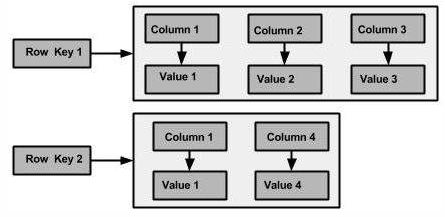 Column 1 Column 2 Column 3
Row Key 1
Value 1 Value 2 Value 3
Column 1 Column 4
Row Key 2
Value 1 Value 4